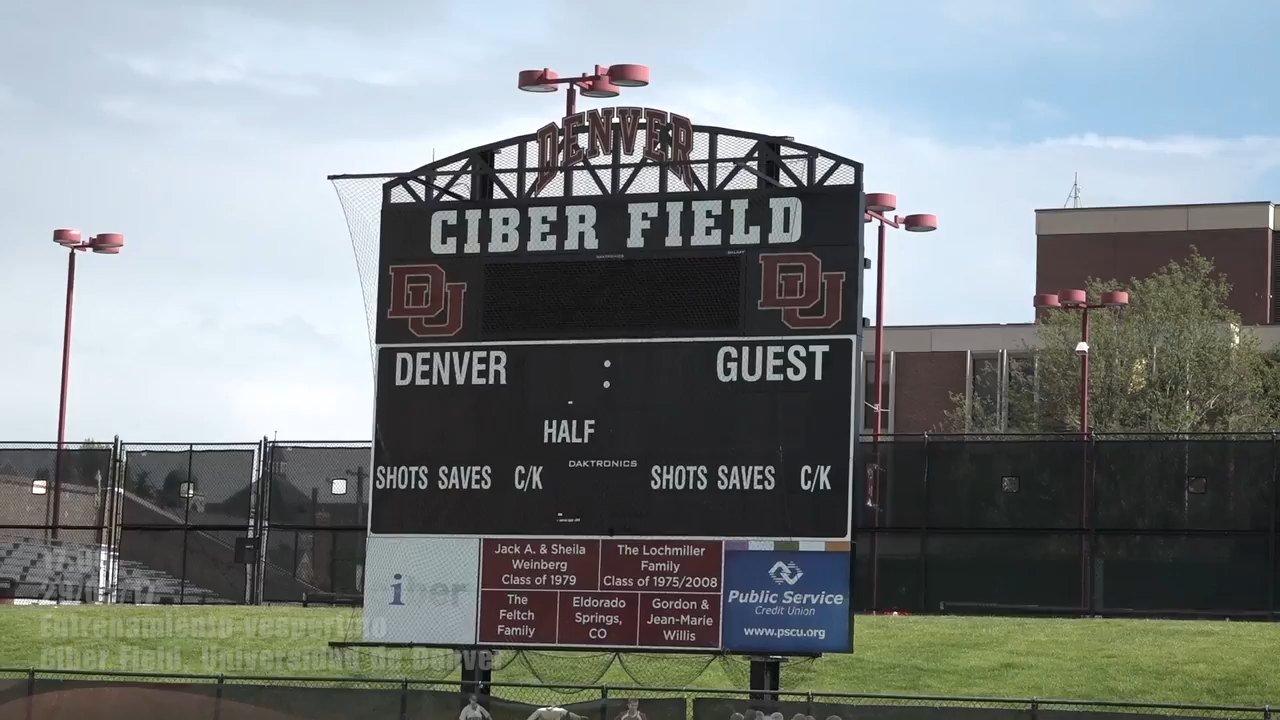 DENVER
CIBER FIELD
DU DU
DENVER : GUEST
HALF
DAKTRONICS
SHOTS SAVES C/K SHOTS SAVES C/K
Jack A. & Sheila
Weinberg
Class of 1979
The Lochmiller
Family
Class of 1975/2008
The
Feltch
Family
Eldorado
Springs,
CO
Gordon &
Jean-Marie
Willis
iber
Public Service
Credit Union
www.pscu.org
Entrenamiento vespertino
Ciber Field, Universidad de Denver